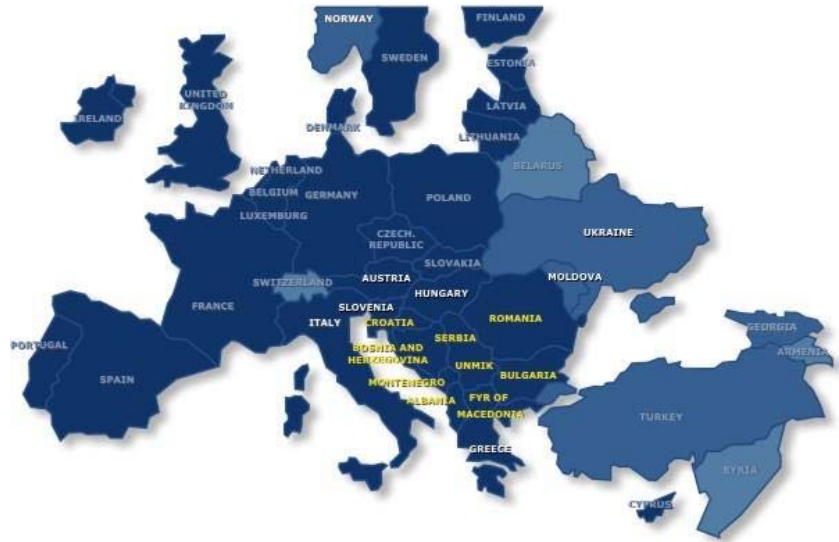 NORWAY
FINLAND
SWEDEN
ESTONIA
UNITED
KINGDOM
IRELAND
LATVIA
DENMARK
LITHUANIA
BELARUS
NETHERLAND
BELGIUM
GERMANY
POLAND
LUXEMBURG
CZECH.
REPUBLIC
UKRAINE
SLOVAKIA
SWITZERLAND
AUSTRIA
MOLDOVA
HUNGARY
FRANCE
SLOVENIA
ITALY
CROATIA
ROMANIA
GEORGIA
SERBIA
PORTUGAL
BOSNIA AND
HERZEGOVINA
ARMENIA
SPAIN
UNMIK
BULGARIA
MONTENEGRO
ALBANIA
FYR OF
MACEDONIA
TURKEY
GREECE
SYRIA
CYPRUS